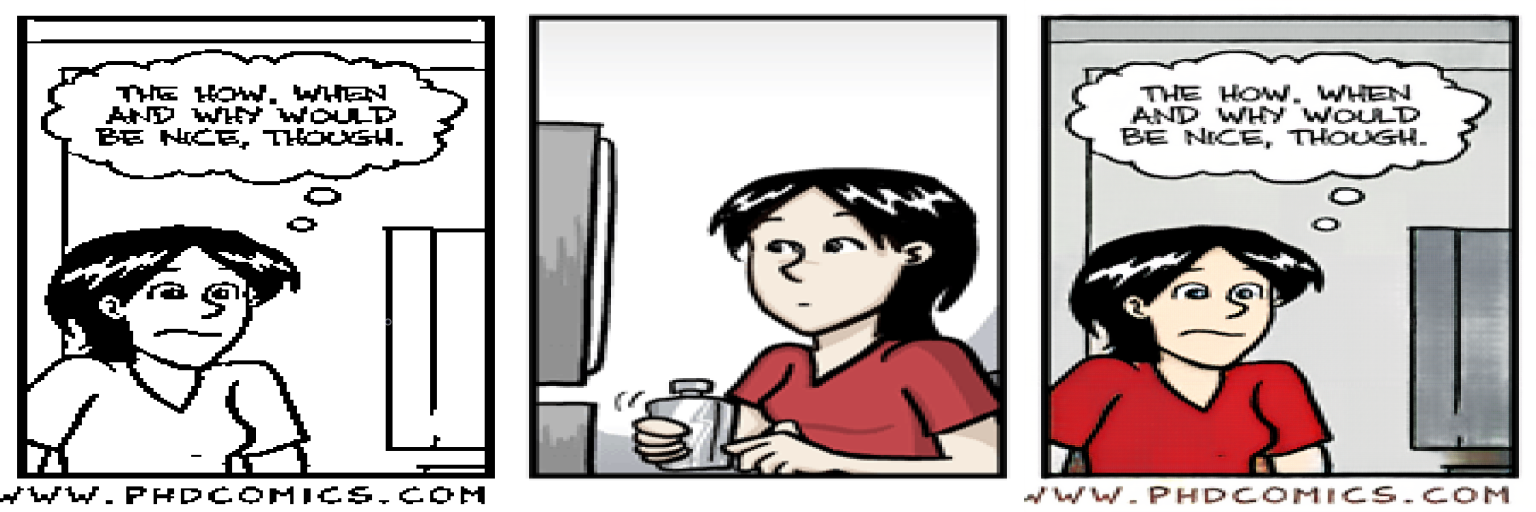 THE HOW. WHEN
AND WHY WOULD
BE NICE, THOUGH.
WWW.PHDCOMICS.COM
THE HOW. WHEN
AND WHY WOULD
BE NICE, THOUGH.
WWW.PHDCOMICS.COM